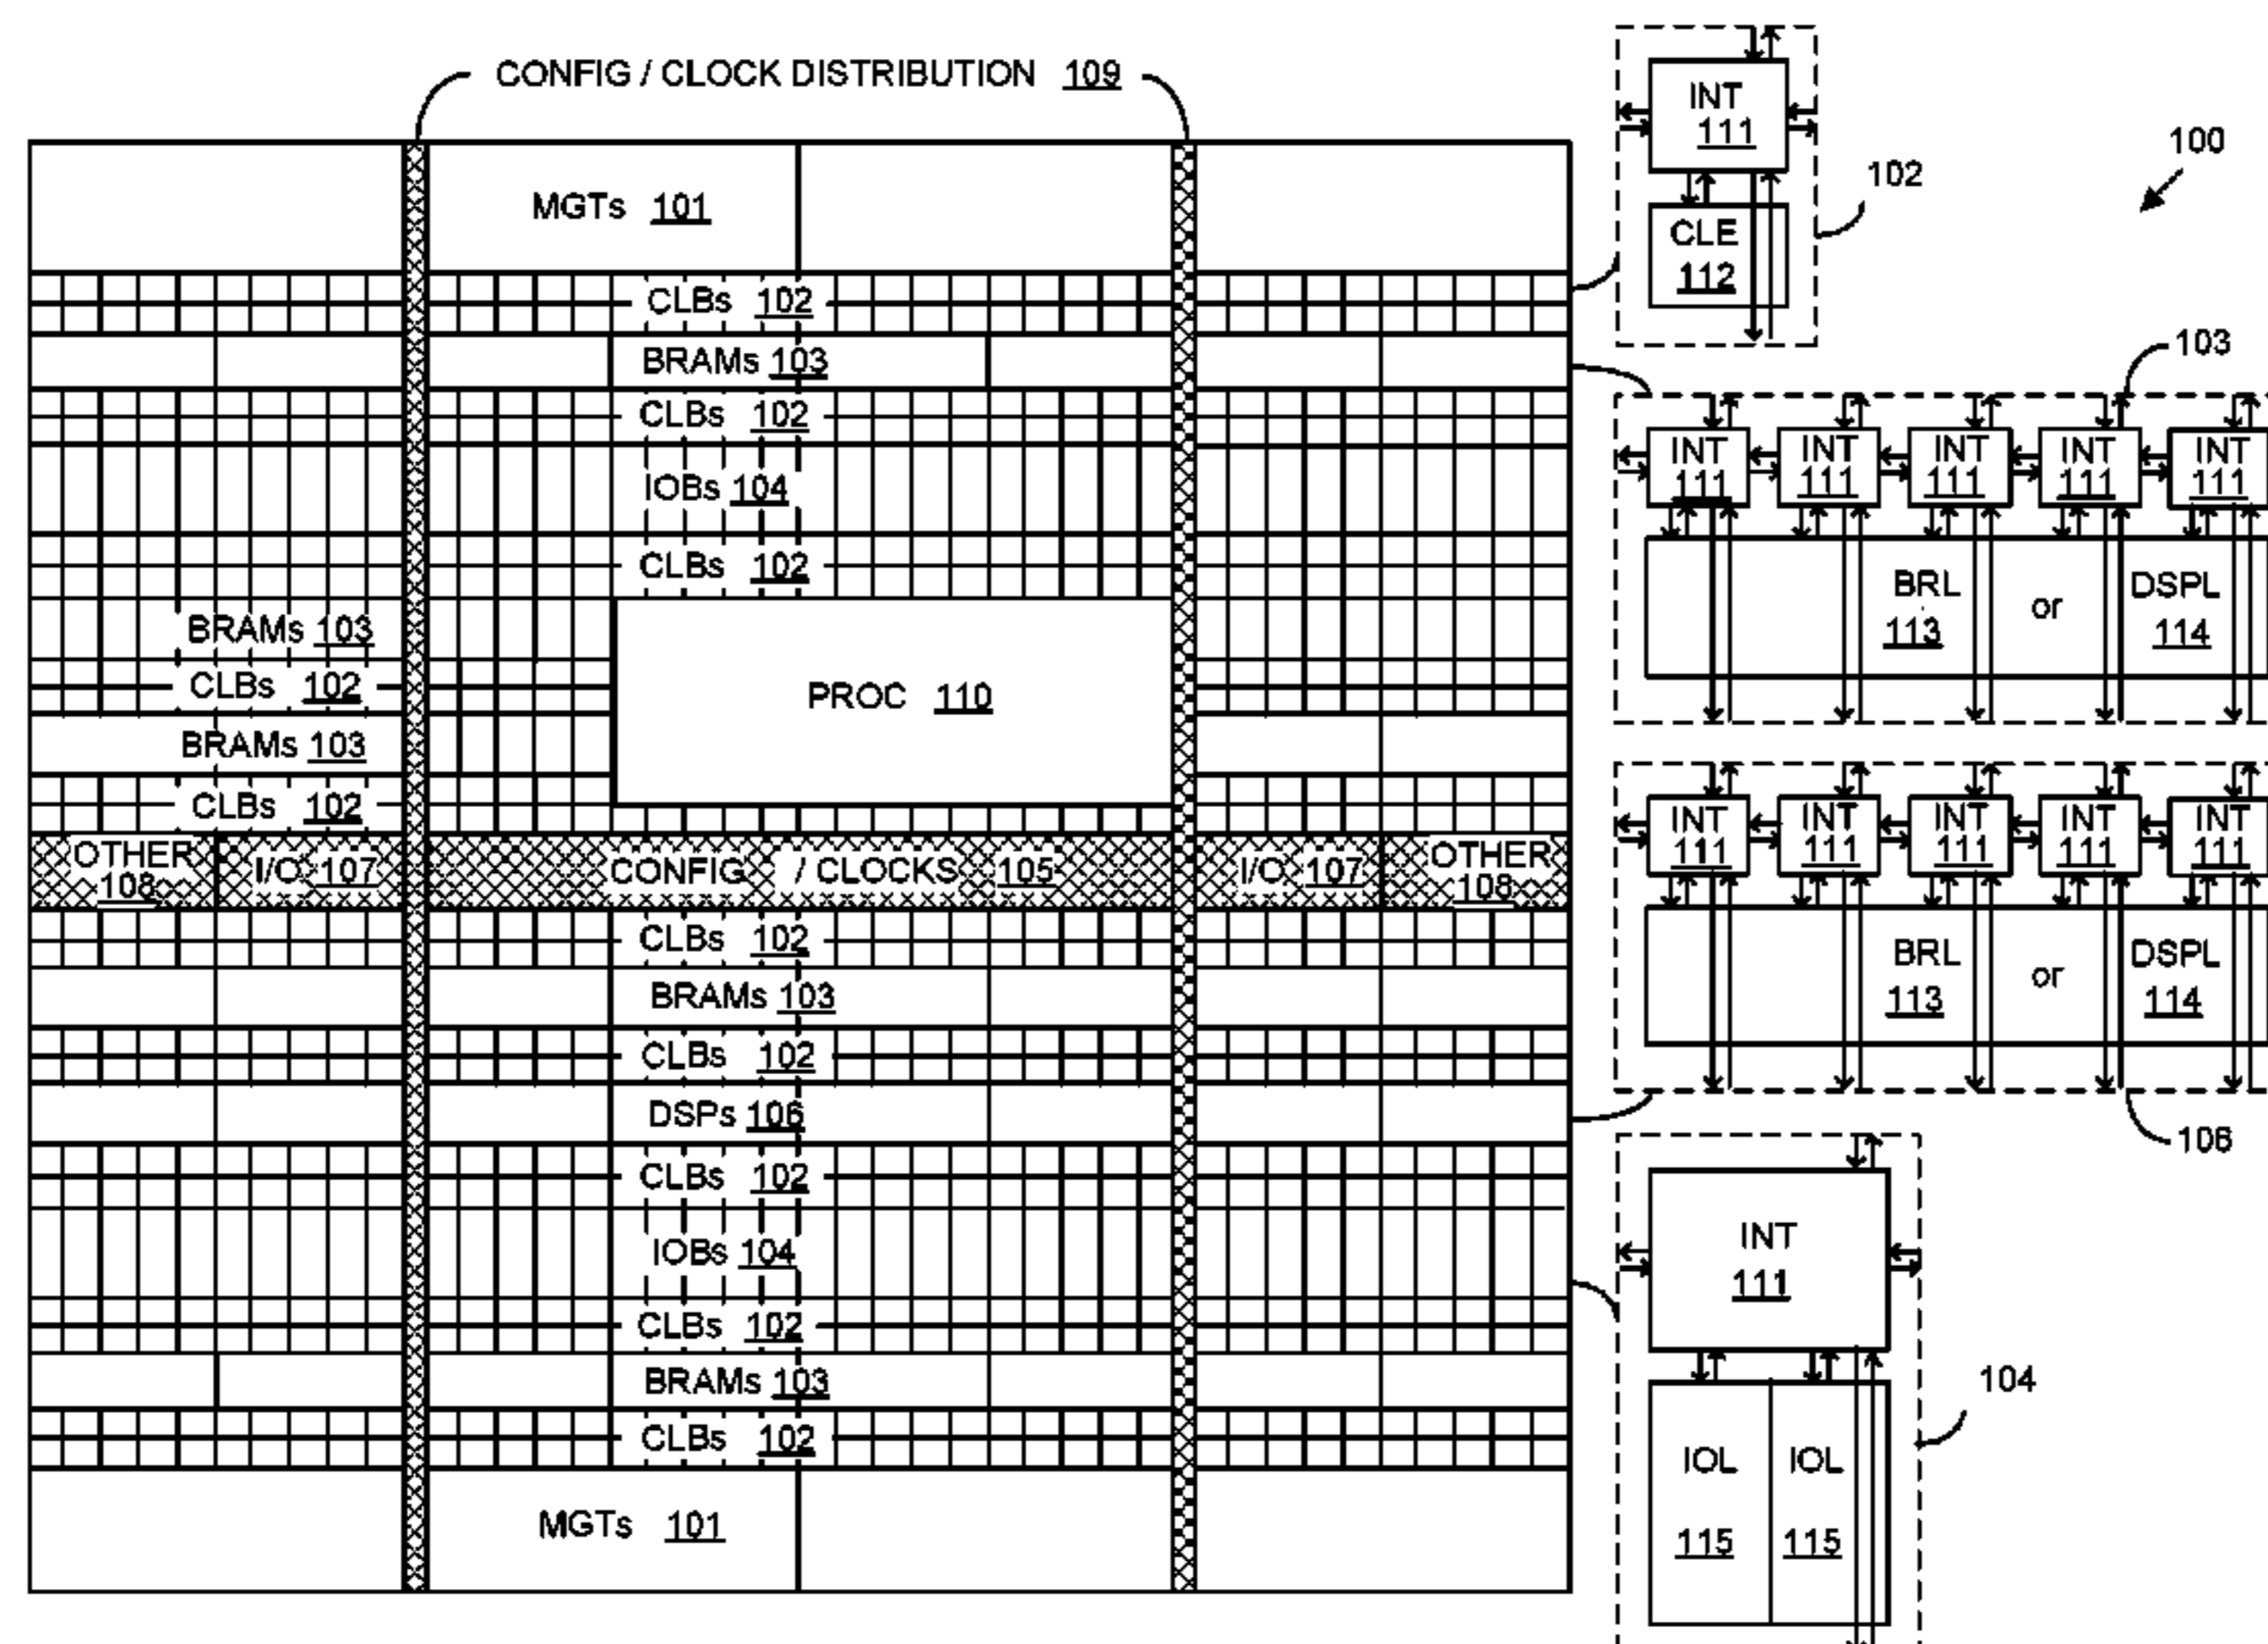 CONFIG / CLOCK DISTRIBUTION 109
MGTs 101
CLBs 102
BRAMs 103
CLBs 102
IOBs 104
CLBs 102
BRAMs 103
CLBs 102
PROC 110
BRAMs 103
CLBs 102
OTHER 108
I/O 107
CONFIG / CLOCKS 105
I/O 107
OTHER 108
CLBs 102
BRAMs 103
CLBs 102
DSPs 106
CLBs 102
IOBs 104
CLBs 102
BRAMs 103
CLBs 102
MGTs 101
100
INT
111
CLE
112
102
103
INT INT INT INT INT
111 111 111 111 111
BRL or DSPL
113 114
INT INT INT INT INT
111 111 111 111 111
BRL or DSPL
113 114
106
INT
111
IOL IOL
115 115
104